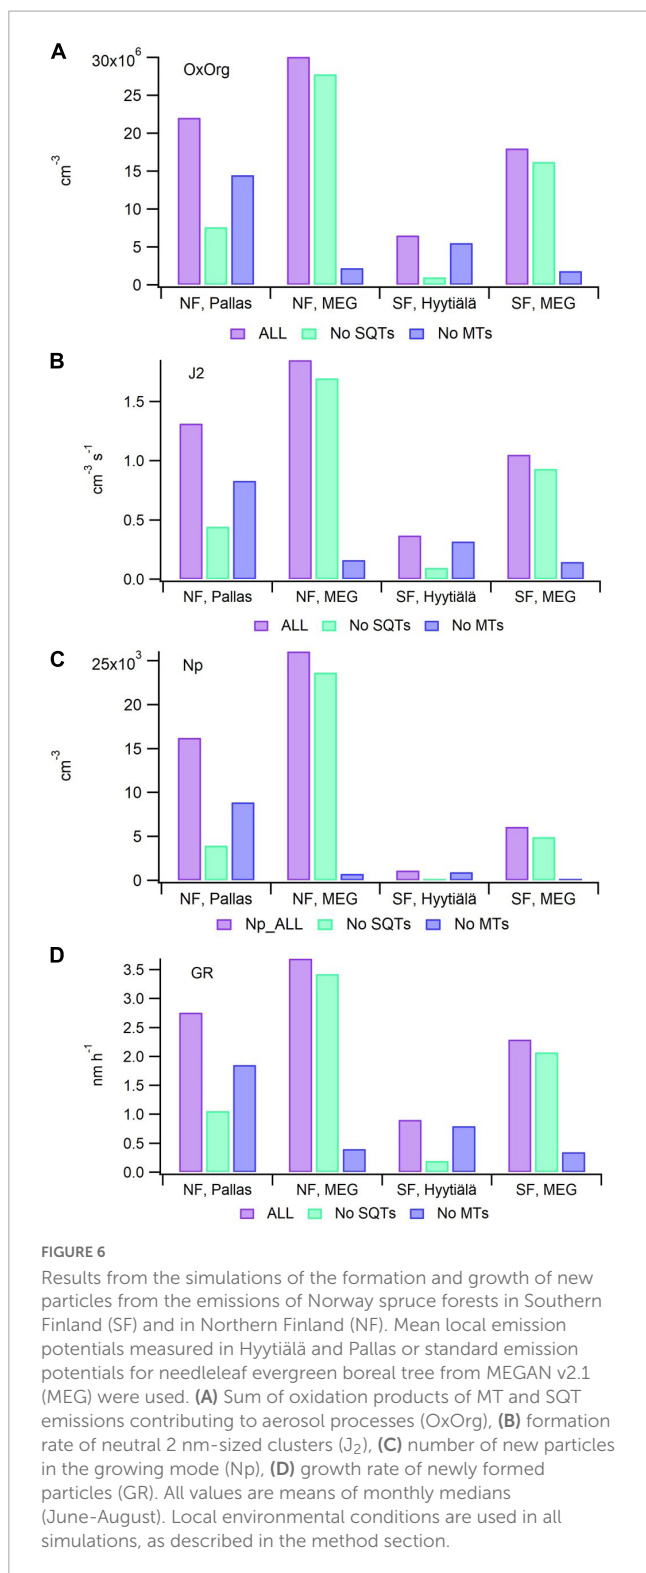 A
30x10⁶
OxOrg
25
20
cm⁻³
15
10
5
0
NF, Pallas NF, MEG SF, Hyytiälä SF, MEG
ALL No SQTs No MTs
B
J2
1.5
cm⁻³ s⁻¹
1.0
0.5
0.0
NF, Pallas NF, MEG SF, Hyytiälä SF, MEG
ALL No SQTs No MTs
C
25x10³
Np
20
cm⁻³
15
10
5
0
NF, Pallas NF, MEG SF, Hyytiälä SF, MEG
Np_ALL No SQTs No MTs
D
GR
3.5
3.0
2.5
nm h⁻¹
2.0
1.5
1.0
0.5
0.0
NF, Pallas NF, MEG SF, Hyytiälä SF, MEG
ALL No SQTs No MTs
FIGURE 6
Results from the simulations of the formation and growth of new
particles from the emissions of Norway spruce forests in Southern
Finland (SF) and in Northern Finland (NF). Mean local emission
potentials measured in Hyytiälä and Pallas or standard emission
potentials for needleleaf evergreen boreal tree from MEGAN v2.1
(MEG) were used. (A) Sum of oxidation products of MT and SQT
emissions contributing to aerosol processes (OxOrg), (B) formation
rate of neutral 2 nm-sized clusters (J₂), (C) number of new particles
in the growing mode (Np), (D) growth rate of newly formed
particles (GR). All values are means of monthly medians
(June-August). Local environmental conditions are used in all
simulations, as described in the method section.